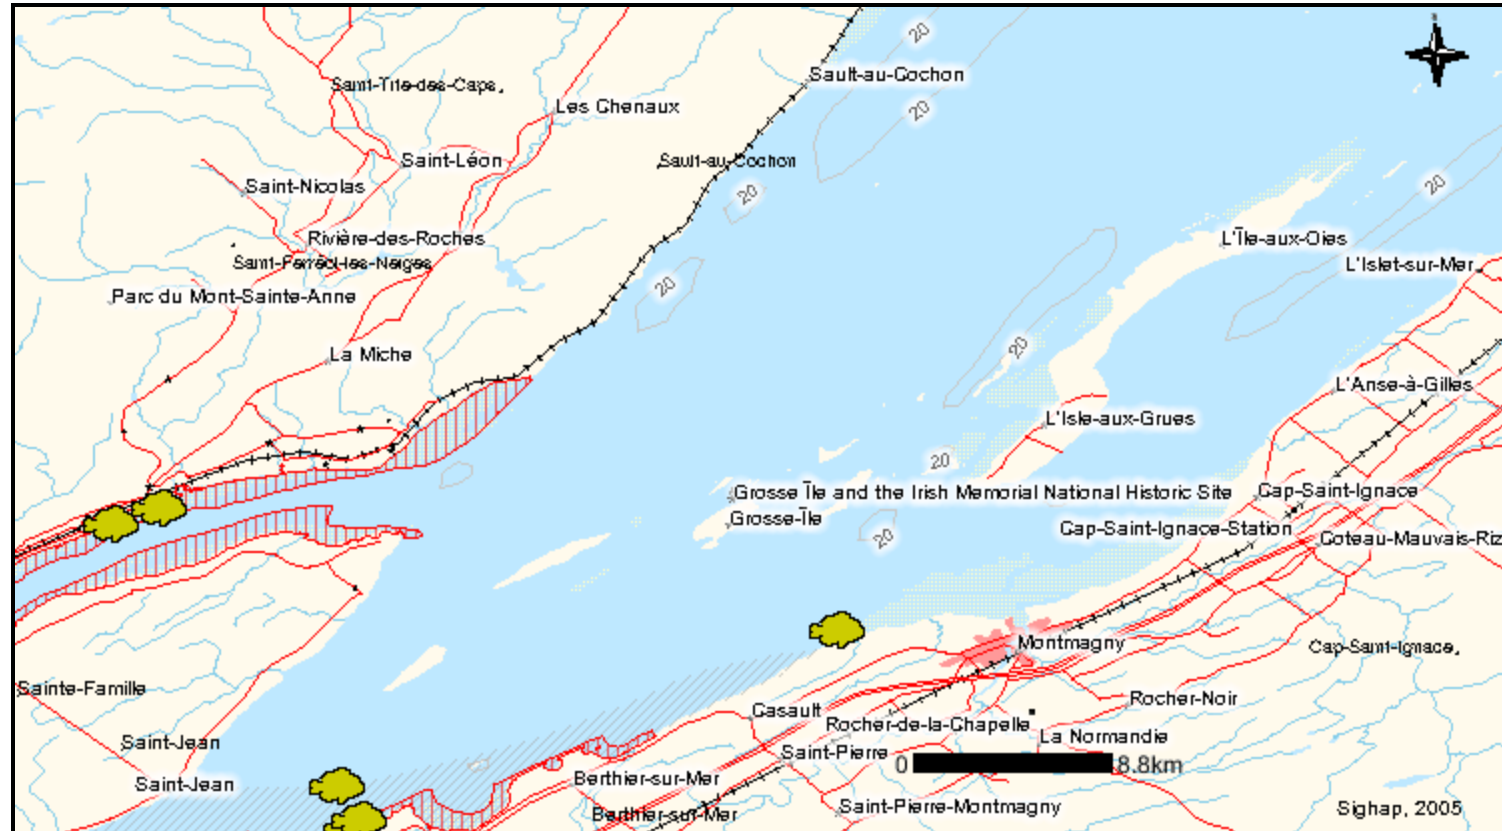 20
Sault-au-Cochon
Saint-Tite-des-Caps
Les Chenaux
20
Saint-Léon
Sault-au-Cochon
Saint-Nicolas
20
20
Rivière-des-Roches
L'Île-aux-Oies
Saint-Ferréol-les-Neiges
L'Islet-sur-Mer
Parc du Mont-Sainte-Anne
20
20
La Miche
L'Anse-à-Gilles
L'Isle-aux-Grues
20
Grosse Île and the Irish Memorial National Historic Site
Cap-Saint-Ignace
Grosse-Île
Cap-Saint-Ignace-Station
20
Coteau-Mauvais-Riz
Montmagny
Cap-Saint-Ignace
Sainte-Famille
Rocher-Noir
Casault
Rocher-de-la-Chapelle
La Normandie
Saint-Jean
Saint-Pierre
0 8.8km
Saint-Jean
Berthier-sur-Mer
Saint-Pierre-Montmagny
Sighap, 2005
Berthier-sur-Mer